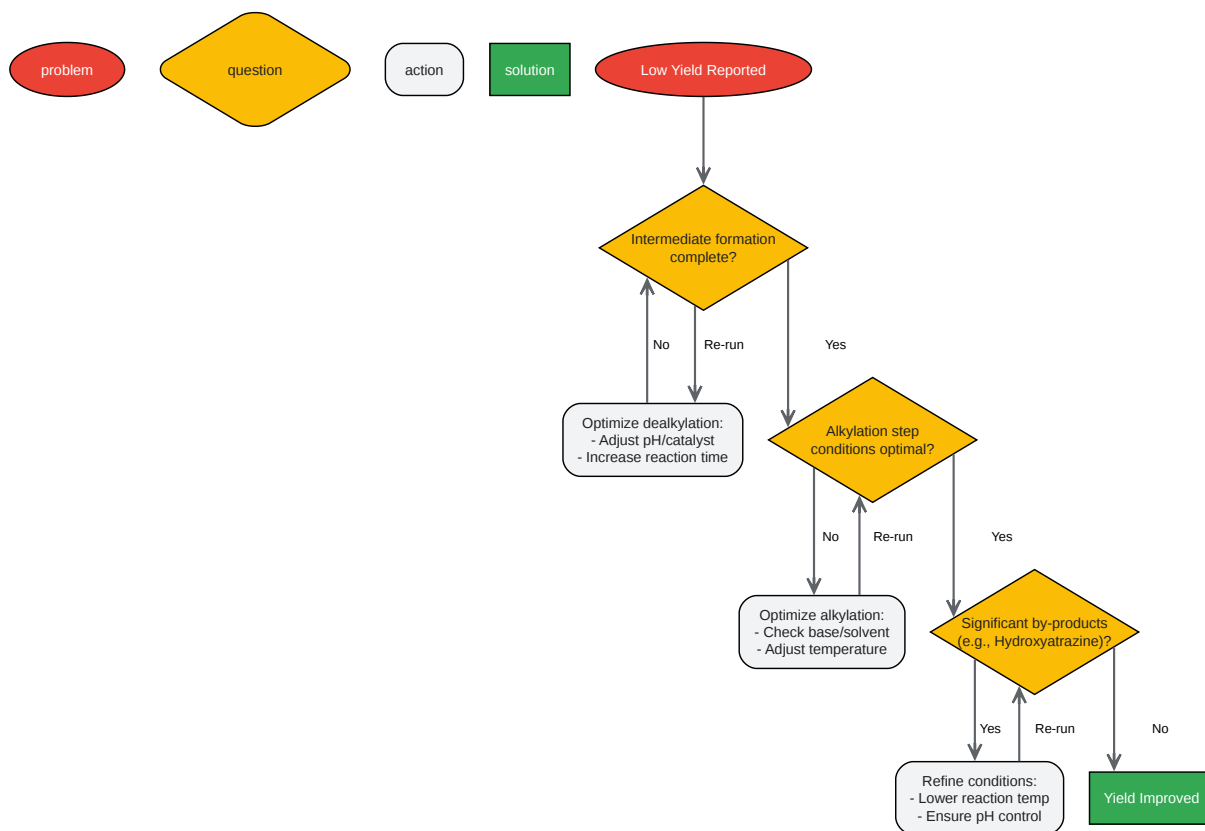 problem
question
action
solution
Low Yield Reported
Intermediate formation
complete?
No
Re-run
Yes
Optimize dealkylation:
- Adjust pH/catalyst
- Increase reaction time
Alkylation step
conditions optimal?
No
Re-run
Yes
Optimize alkylation:
- Check base/solvent
- Adjust temperature
Significant by-products
(e.g., Hydroxyatrazine)?
Yes
Re-run
No
Refine conditions:
- Lower reaction temp
- Ensure pH control
Yield Improved